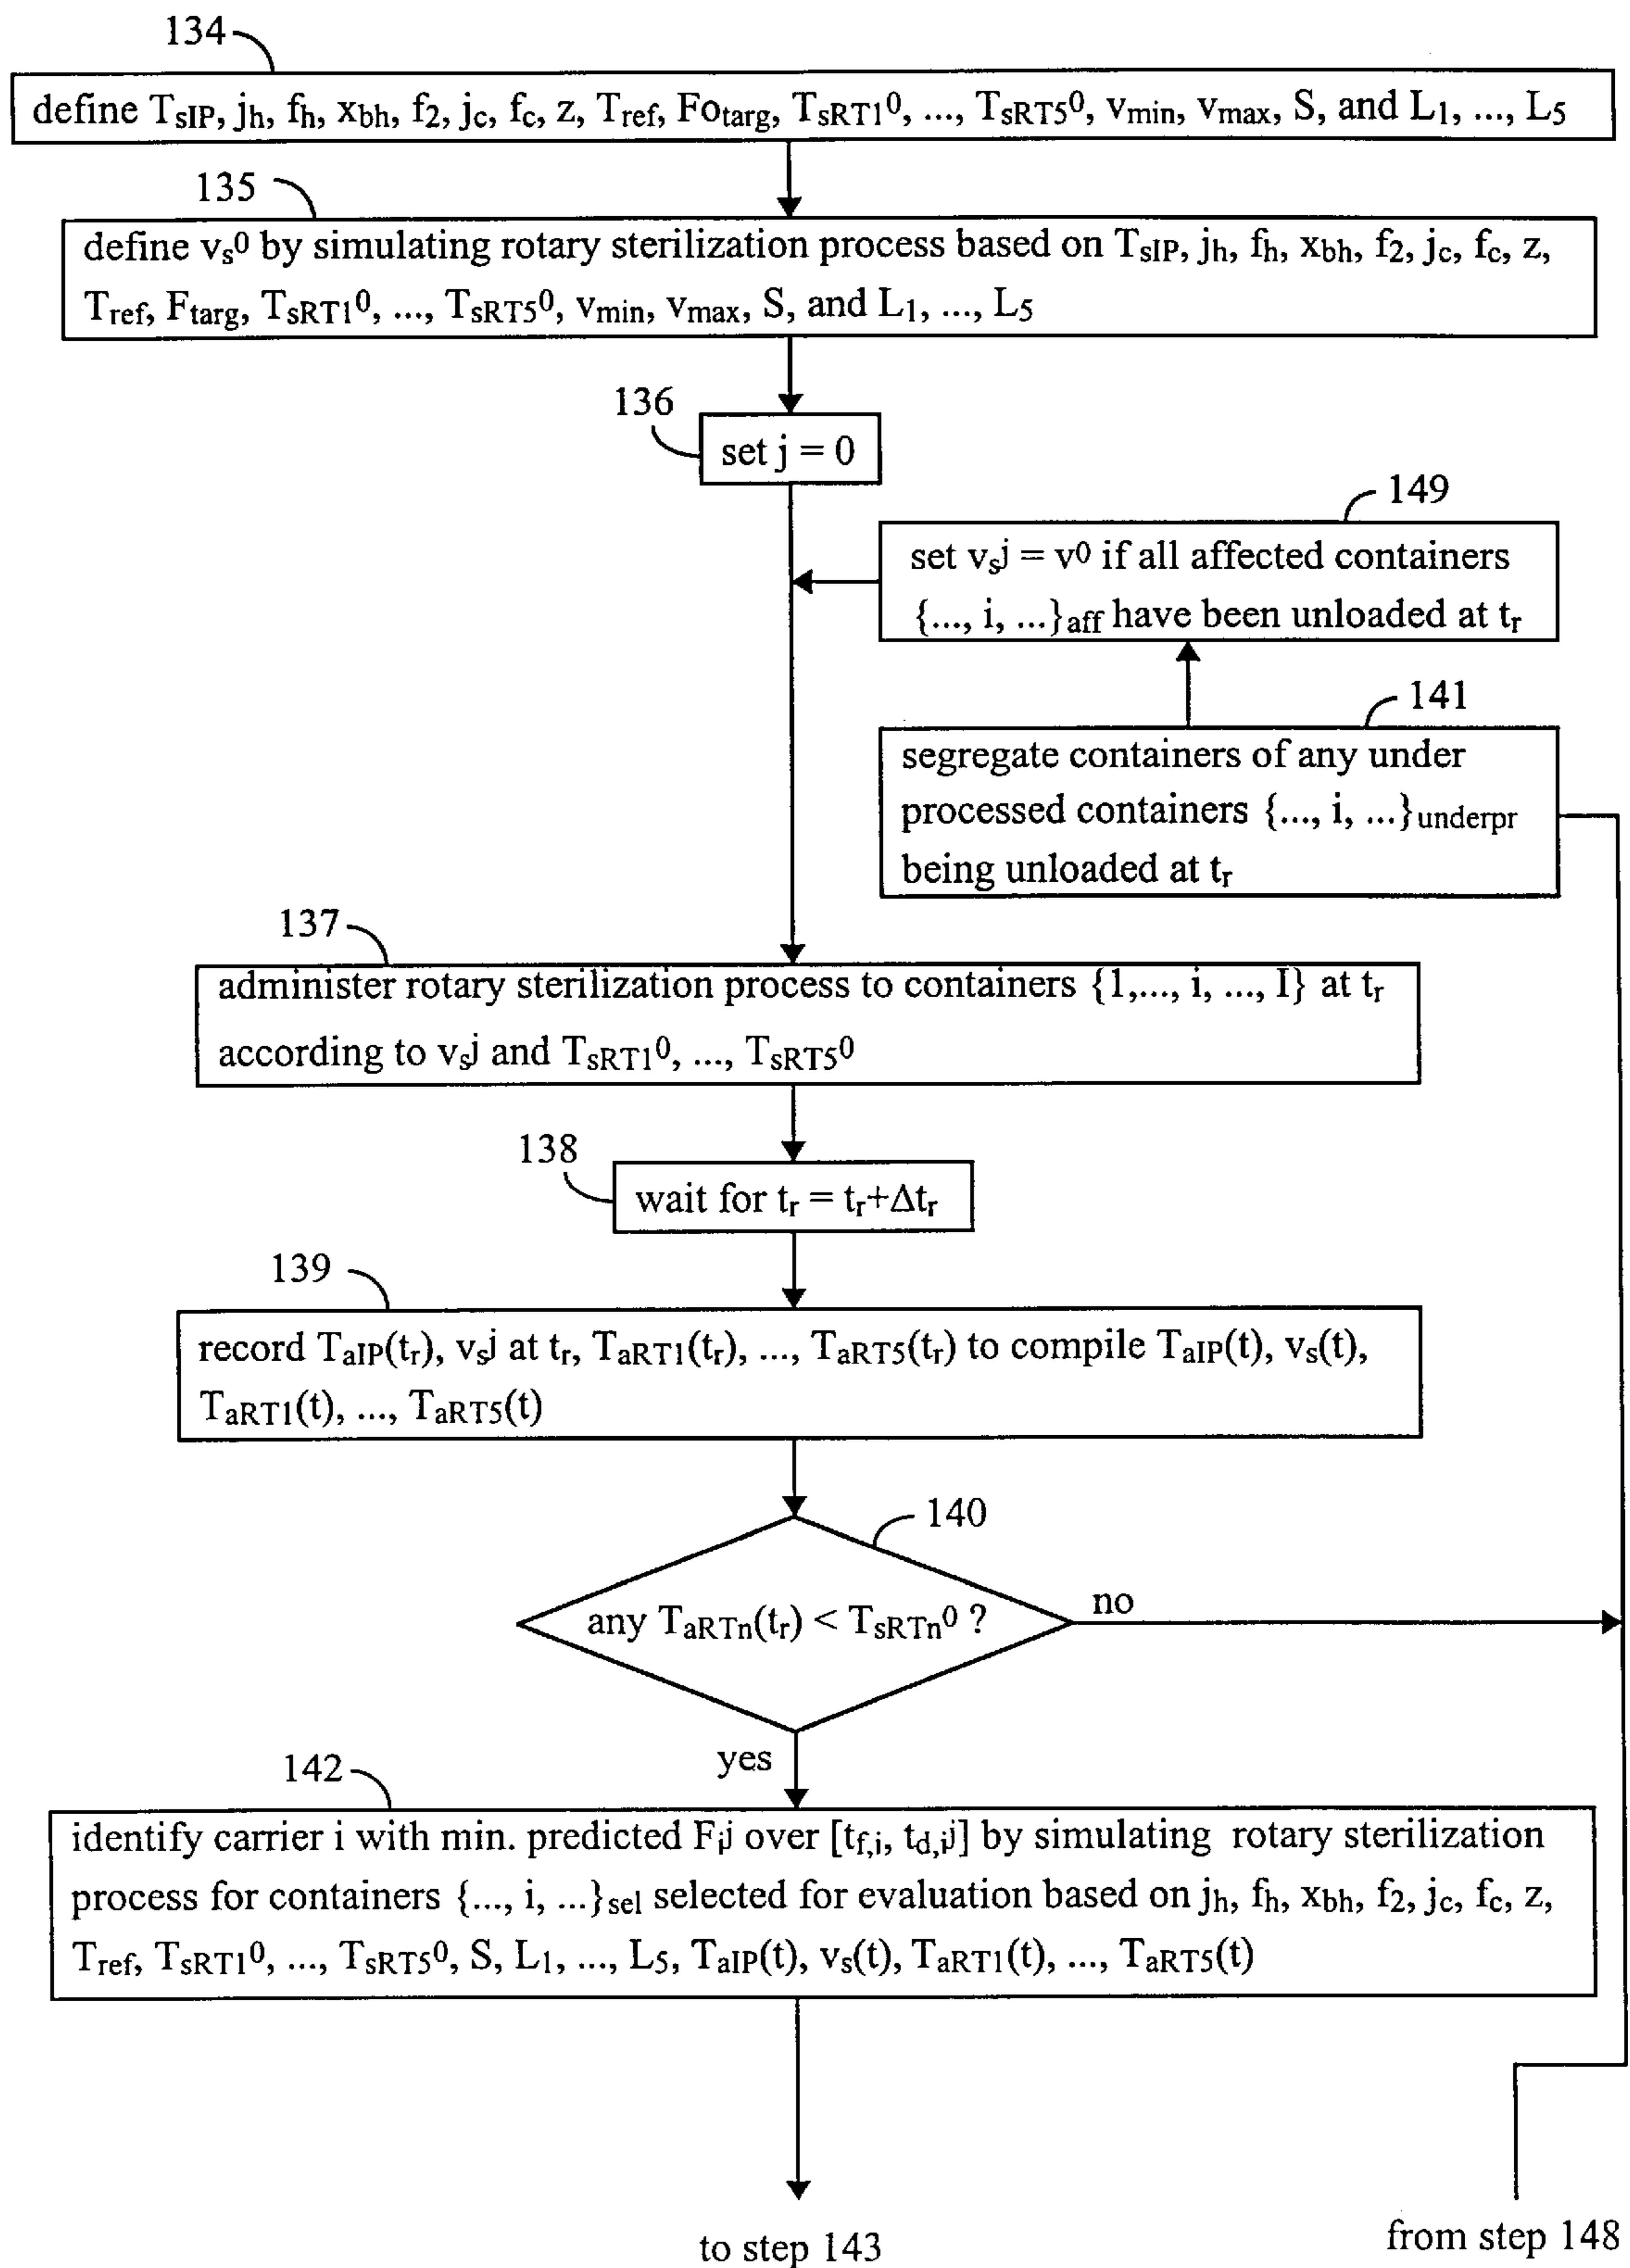 134
define TsIP, jh, fh, xbh, f2, jc, fc, z, Tref, Fotarg, TsRT1⁰, ..., TsRT5⁰, vmin, vmax, S, and L1, ..., L5
135
define vs⁰ by simulating rotary sterilization process based on TsIP, jh, fh, xbh, f2, jc, fc, z,
Tref, Ftarg, TsRT1⁰, ..., TsRT5⁰, vmin, vmax, S, and L1, ..., L5
136
set j = 0
149
set vsʲ = v⁰ if all affected containers
{..., i, ...}aff have been unloaded at tr
141
segregate containers of any under
processed containers {..., i, ...}underpr
being unloaded at tr
137
administer rotary sterilization process to containers {1,..., i, ..., I} at tr
according to vsʲ and TsRT1⁰, ..., TsRT5⁰
138
wait for tr = tr+Δtr
139
record TaIP(tr), vsʲ at tr, TaRT1(tr), ..., TaRT5(tr) to compile TaIP(t), vs(t),
TaRT1(t), ..., TaRT5(t)
140
any TaRTn(tr) < TsRTn⁰ ?
no
yes
142
identify carrier i with min. predicted Fiʲ over [tf,i, td,iʲ] by simulating rotary sterilization
process for containers {..., i, ...}sel selected for evaluation based on jh, fh, xbh, f2, jc, fc, z,
Tref, TsRT1⁰, ..., TsRT5⁰, S, L1, ..., L5, TaIP(t), vs(t), TaRT1(t), ..., TaRT5(t)
to step 143
from step 148